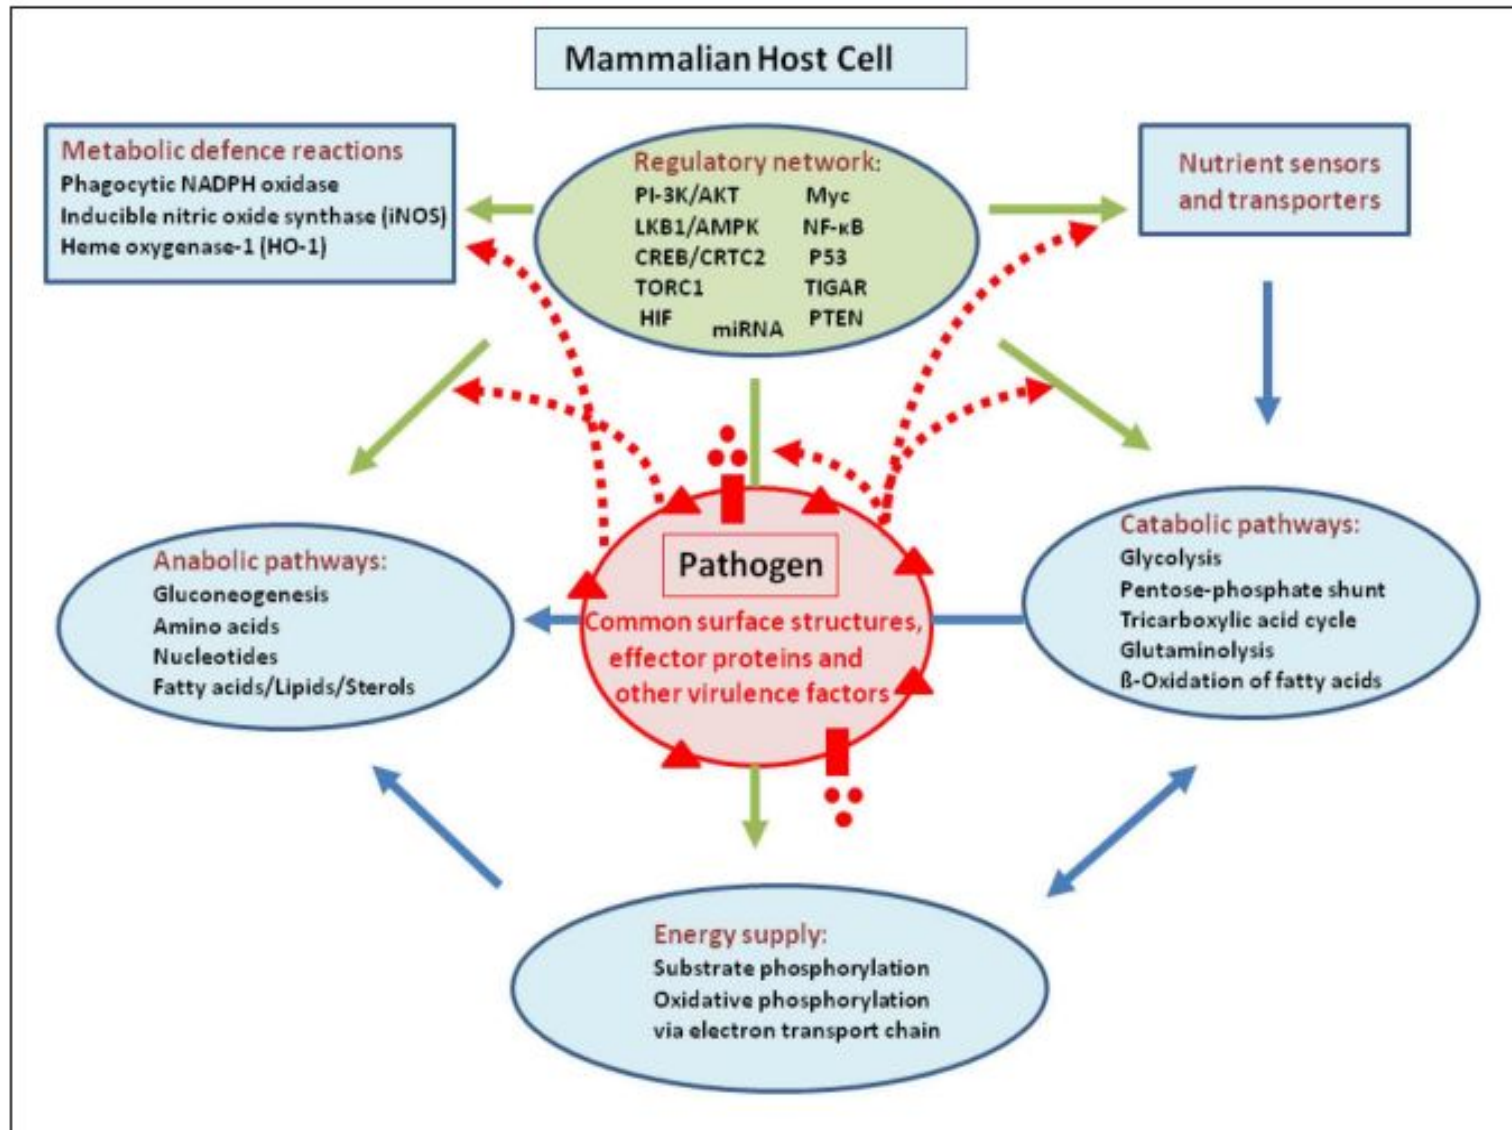 Mammalian Host Cell
Metabolic defence reactions
Phagocytic NADPH oxidase
Inducible nitric oxide synthase (iNOS)
Heme oxygenase-1 (HO-1)
Regulatory network:
PI-3K/AKT Myc
LKB1/AMPK NF-κB
CREB/CRTC2 P53
TORC1 TIGAR
HIF miRNA PTEN
Nutrient sensors
and transporters
Anabolic pathways:
Gluconeogenesis
Amino acids
Nucleotides
Fatty acids/Lipids/Sterols
Pathogen
Common surface structures,
effector proteins and
other virulence factors
Catabolic pathways:
Glycolysis
Pentose-phosphate shunt
Tricarboxylic acid cycle
Glutaminolysis
ß-Oxidation of fatty acids
Energy supply:
Substrate phosphorylation
Oxidative phosphorylation
via electron transport chain